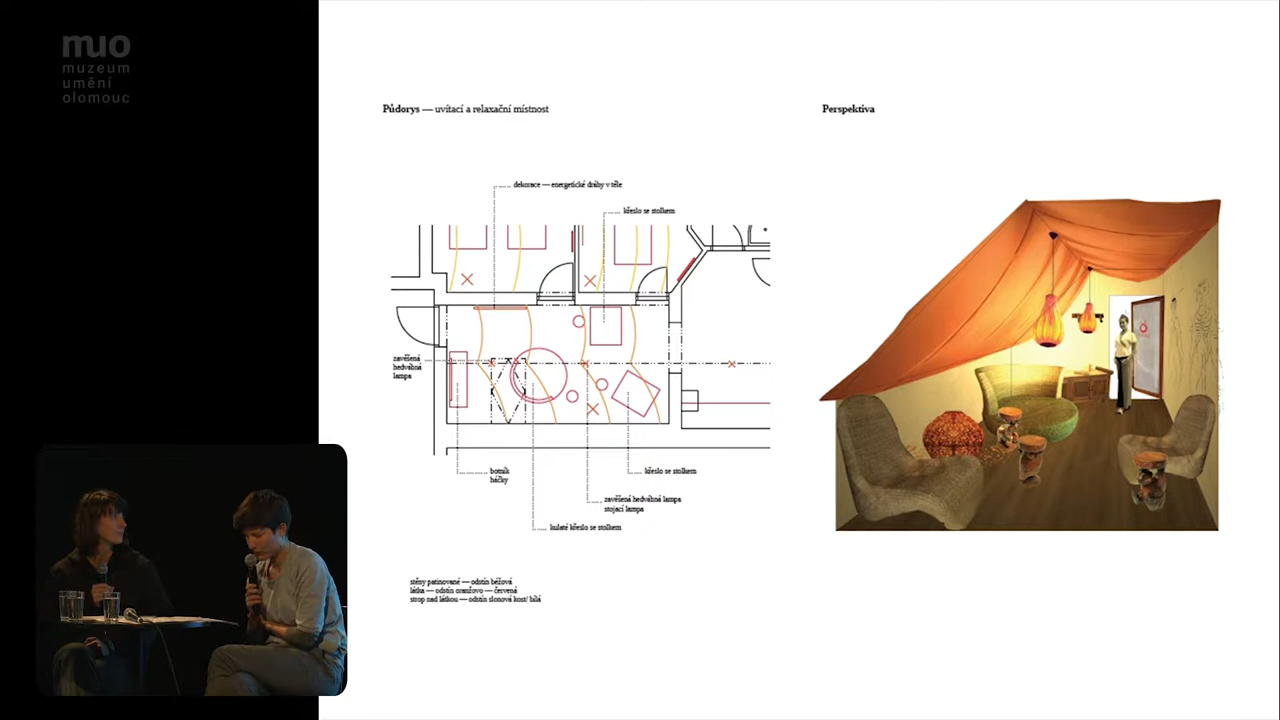 muo
muzeum
umění
olomouc
Půdorys — uvítací a relaxační místnost
Perspektiva
dekorace — energetické dráhy v těle
křeslo se stolkem
zavěšená
hedvábná
lampa
botník
háčky
křeslo se stolkem
zavěšená hedvábná lampa
stojací lampa
kulaté křeslo se stolkem
stěny patinované — odstín béžová
látka — odstín oranžovo — červená
strop nad látkou — odstín slonová kost/ bílá